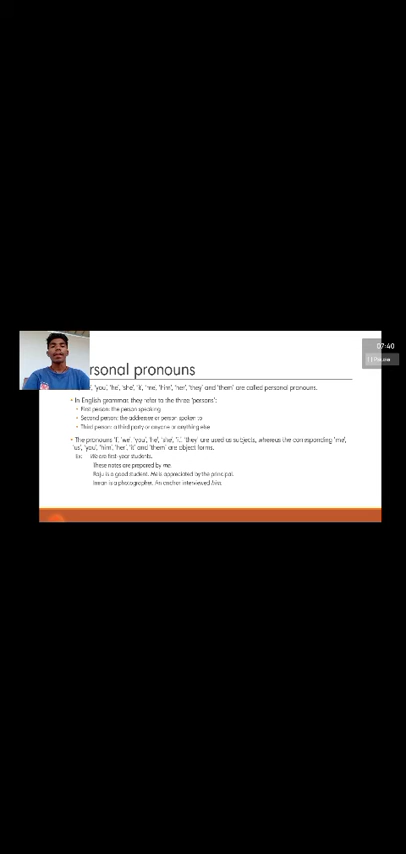 07:40
Pause
rsonal pronouns
'you', 'he', 'she', 'it', 'me', 'him', 'her', 'they' and 'them' are called personal pronouns.
• In English grammar, they refer to the three 'persons':
• First person: the person speaking
• Second person: the addressee or person spoken to
• Third person: a third party or anyone or anything else
• The pronouns 'I', 'we', 'you', 'he', 'she', 'it', 'they' are used as subjects, whereas the corresponding 'me',
'us', 'you', 'him', 'her', 'it' and 'them' are object forms.
Ex: We are first-year students.
These notes are prepared by me.
Raju is a good student. He is appreciated by the principal.
Imran is a photographer. An anchor interviewed him.